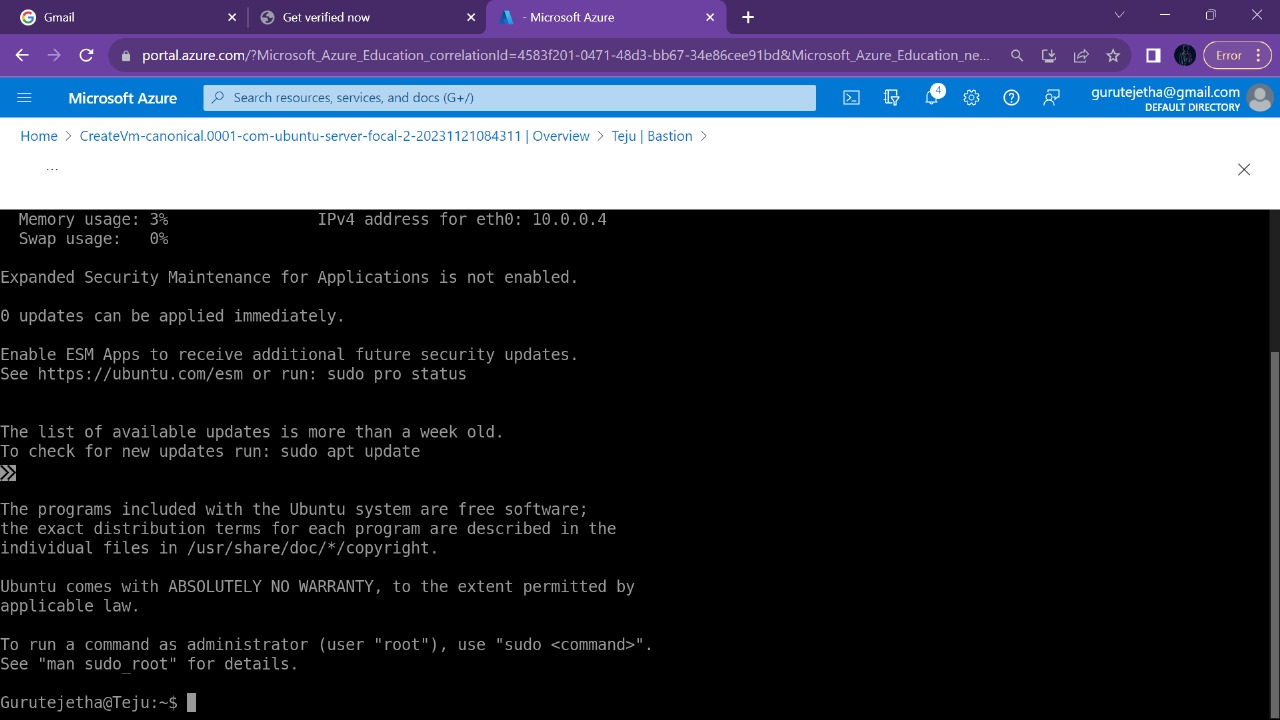 Gmail
Get verified now
- Microsoft Azure
portal.azure.com/?Microsoft_Azure_Education_correlationId=4583f201-0471-48d3-bb67-34e86cee91bd&Microsoft_Azure_Education_ne...
Error
Microsoft Azure
Search resources, services, and docs (G+/)
4
gurutejetha@gmail.com
DEFAULT DIRECTORY
Home > CreateVm-canonical.0001-com-ubuntu-server-focal-2-20231121084311 | Overview > Teju | Bastion >
...
Memory usage: 3% IPv4 address for eth0: 10.0.0.4
Swap usage: 0%
Expanded Security Maintenance for Applications is not enabled.
0 updates can be applied immediately.
Enable ESM Apps to receive additional future security updates.
See https://ubuntu.com/esm or run: sudo pro status
The list of available updates is more than a week old.
To check for new updates run: sudo apt update
The programs included with the Ubuntu system are free software;
the exact distribution terms for each program are described in the
individual files in /usr/share/doc/*/copyright.
Ubuntu comes with ABSOLUTELY NO WARRANTY, to the extent permitted by
applicable law.
To run a command as administrator (user "root"), use "sudo <command>".
See "man sudo_root" for details.
Gurutejetha@Teju:~$